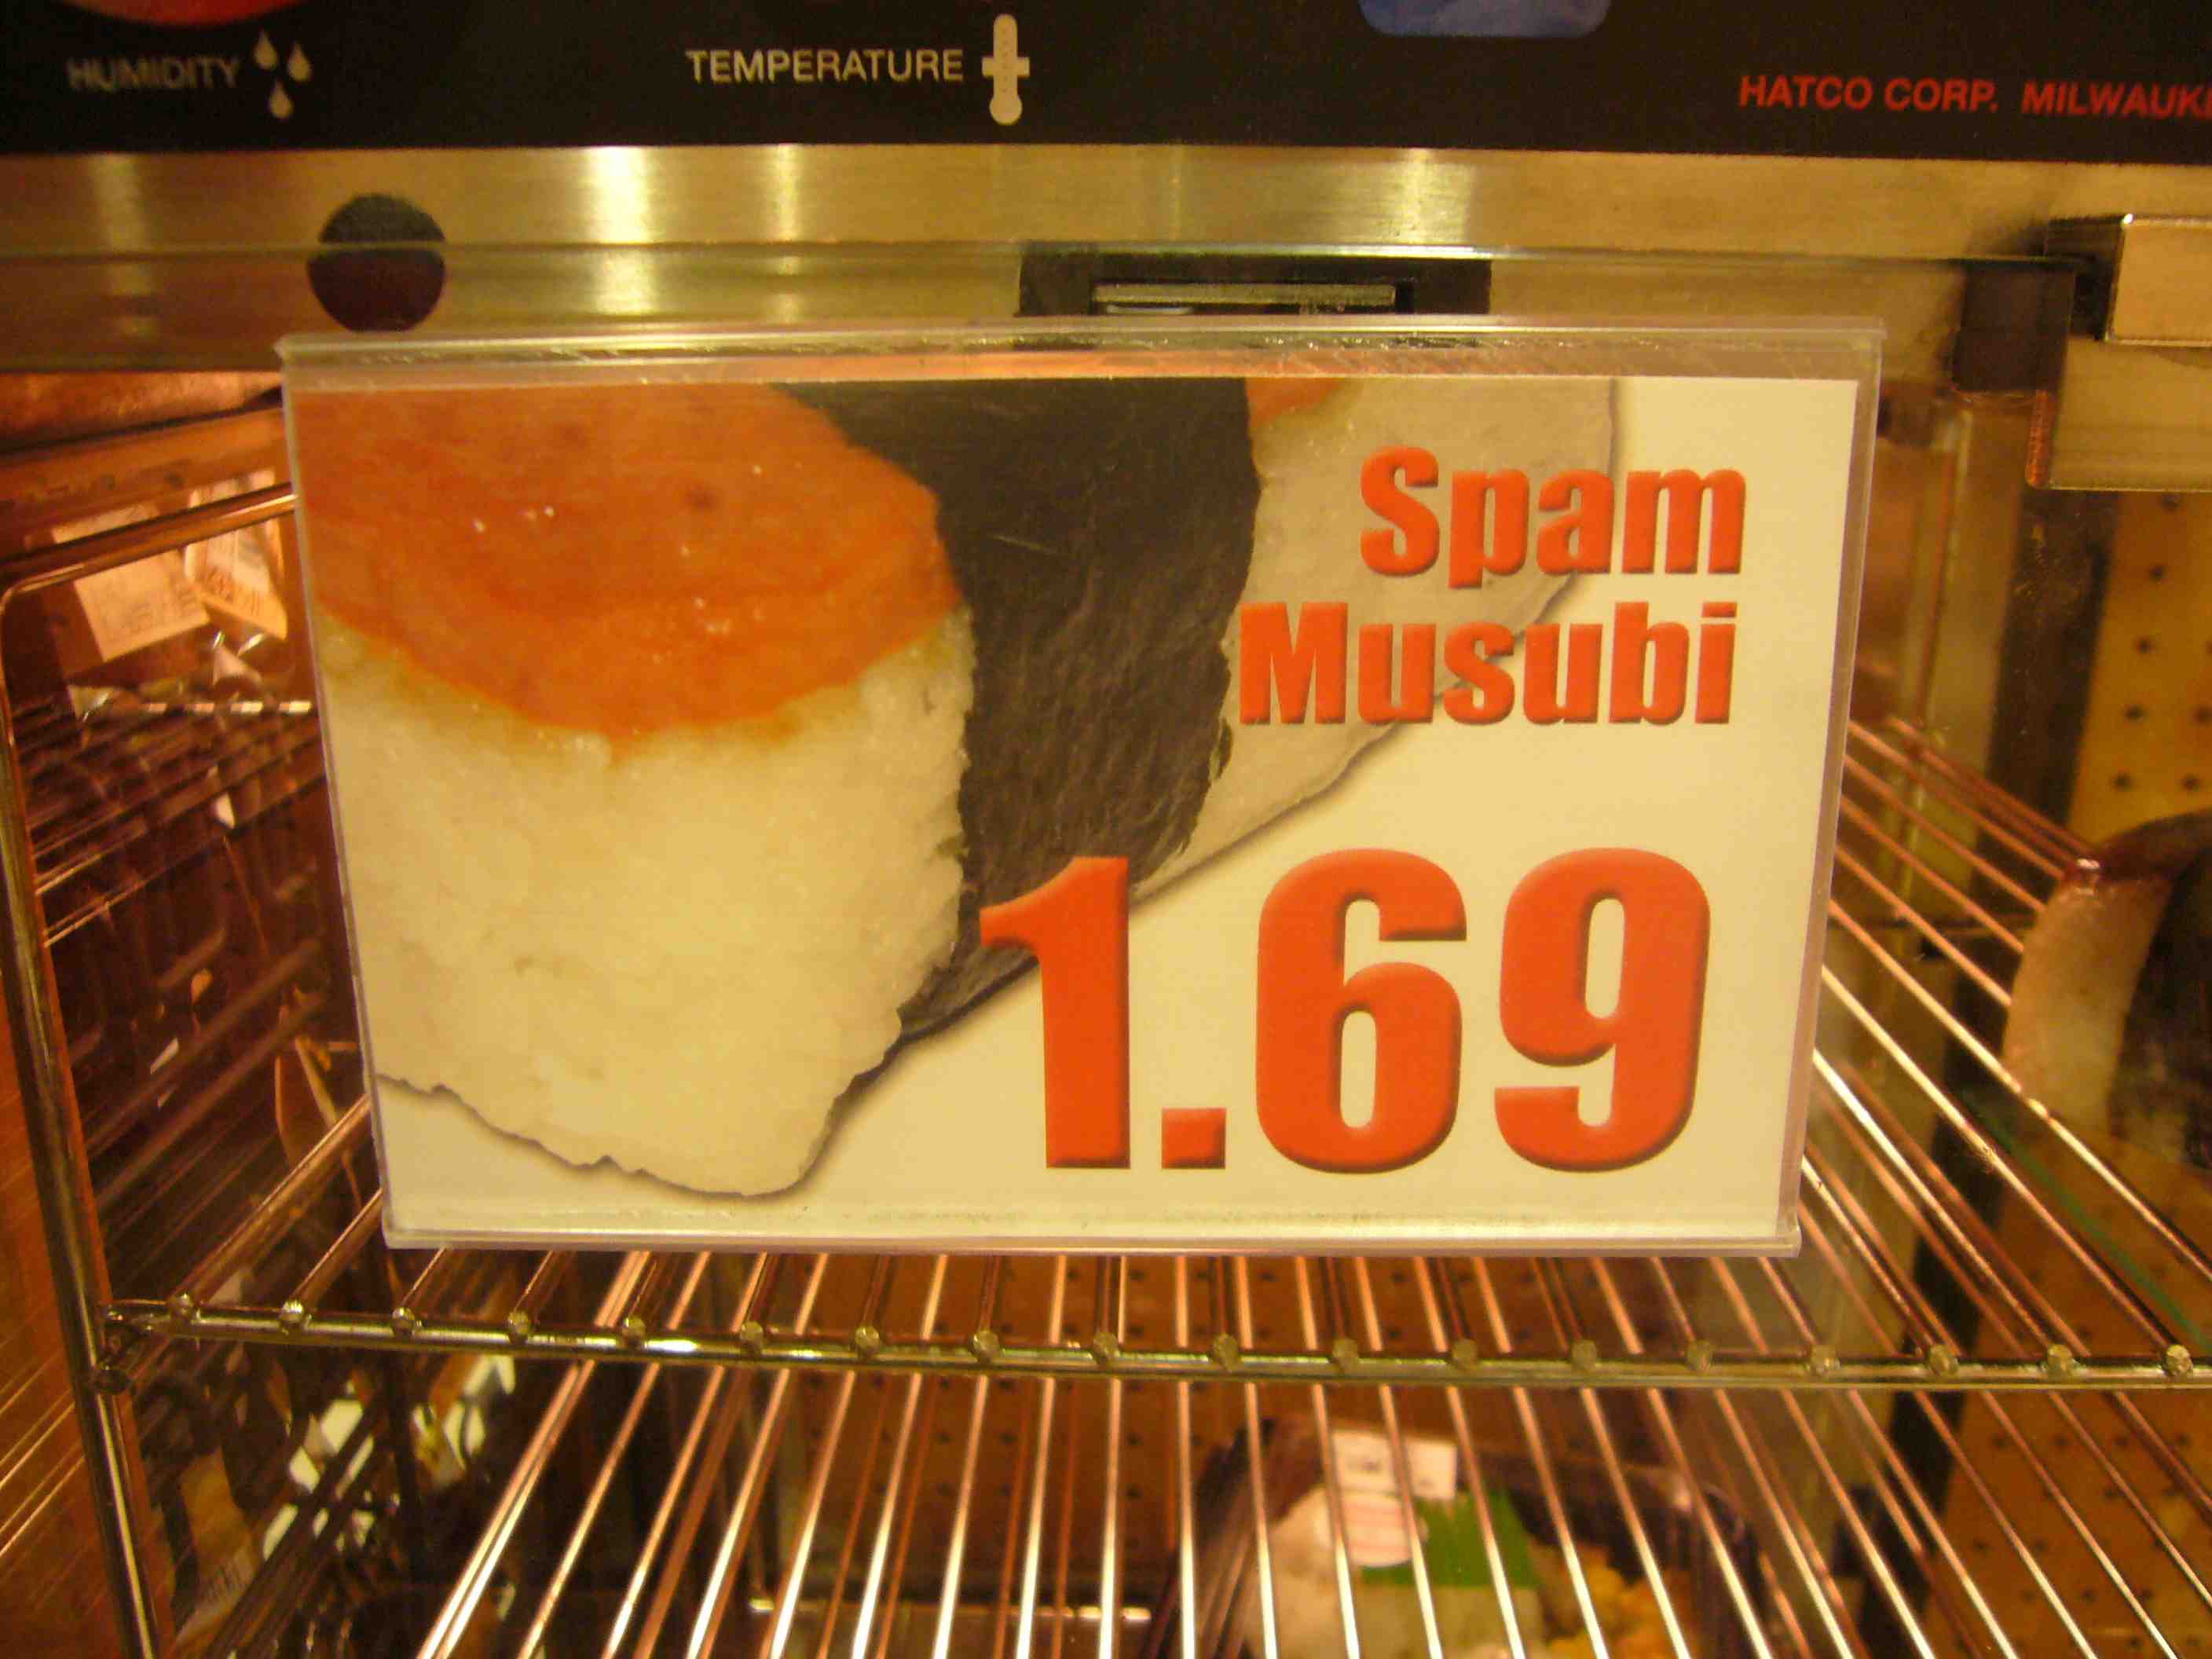 HUMIDITY
TEMPERATURE
HATCO CORP. MILWAUK
Spam
Musubi
1.69